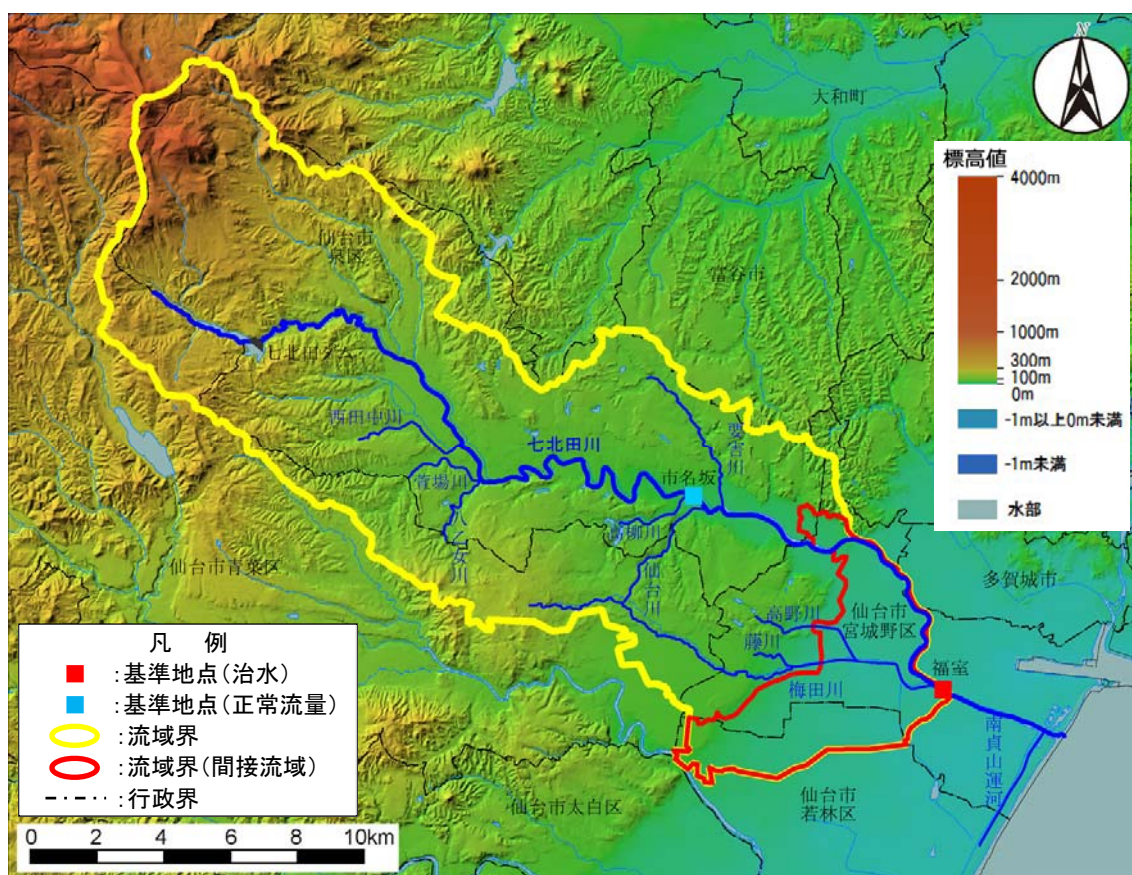 N
大和町
標高値
4000m
2000m
1000m
300m
100m
0m
-1m以上0m未満
-1m未満
水部
仙台市
泉区
富谷市
七北田ダム
要害川
西田中川
七北田川
市名坂
萱場川
八乙女川
高柳川
仙台川
仙台市青葉区
多賀城市
高野川
仙台市
宮城野区
藤川
福室
梅田川
南貞山運河
仙台市太白区
仙台市
若林区
凡 例
:基準地点(治水)
:基準地点(正常流量)
:流域界
:流域界(間接流域)
:行政界
0 2 4 6 8 10km